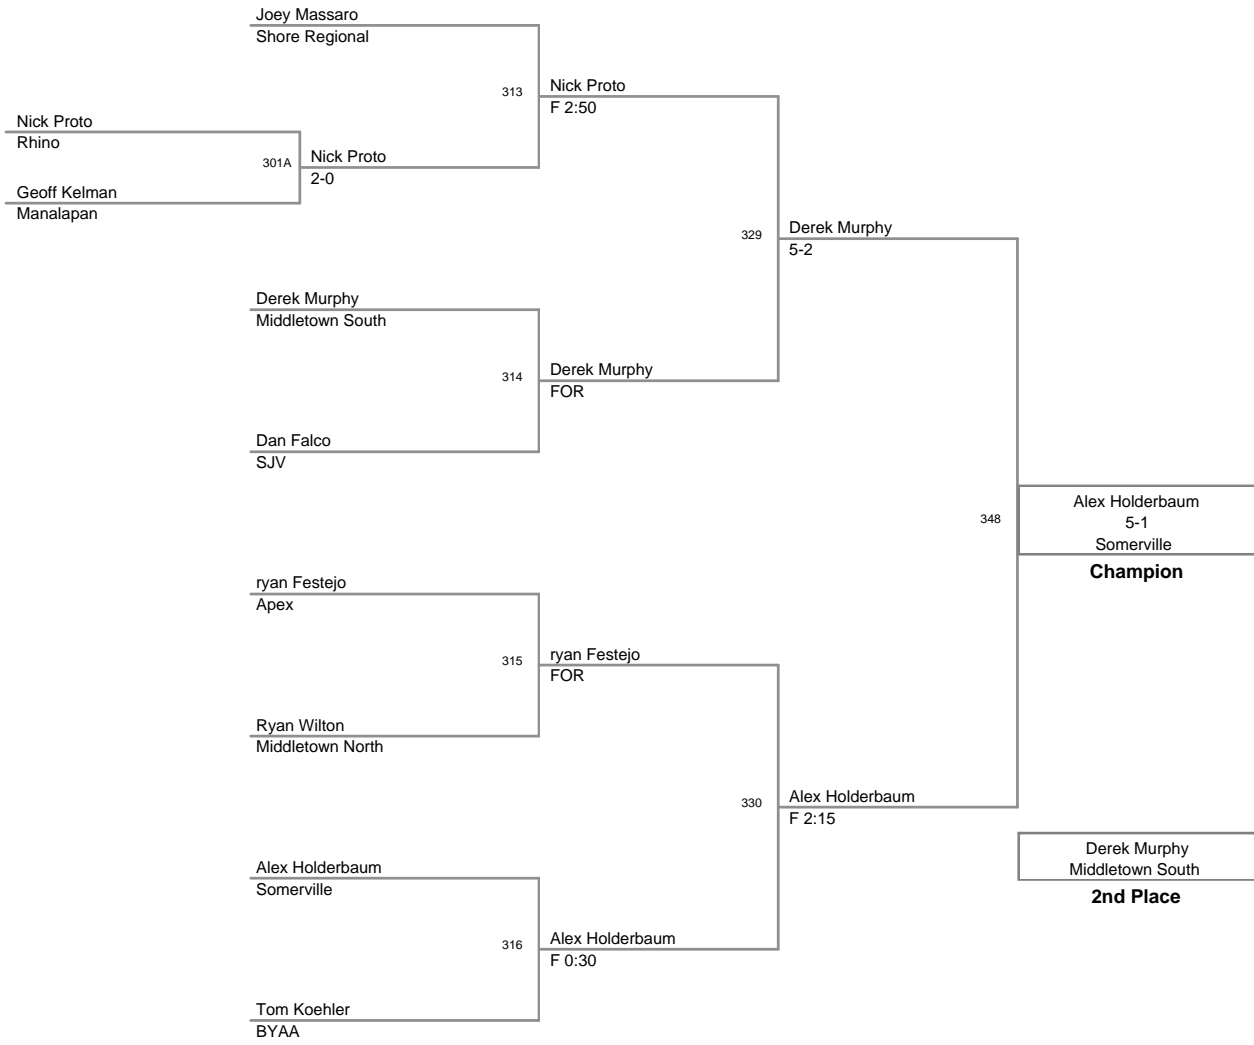 Joey Massaro
Shore Regional
313
Nick Proto
F 2:50
Nick Proto
Rhino
301A
Nick Proto
2-0
Geoff Kelman
Manalapan
329
Derek Murphy
5-2
Derek Murphy
Middletown South
314
Derek Murphy
FOR
Dan Falco
SJV
348
Alex Holderbaum
5-1
Somerville
Champion
ryan Festejo
Apex
315
ryan Festejo
FOR
Ryan Wilton
Middletown North
330
Alex Holderbaum
F 2:15
Derek Murphy
Middletown South
2nd Place
Alex Holderbaum
Somerville
316
Alex Holderbaum
F 0:30
Tom Koehler
BYAA